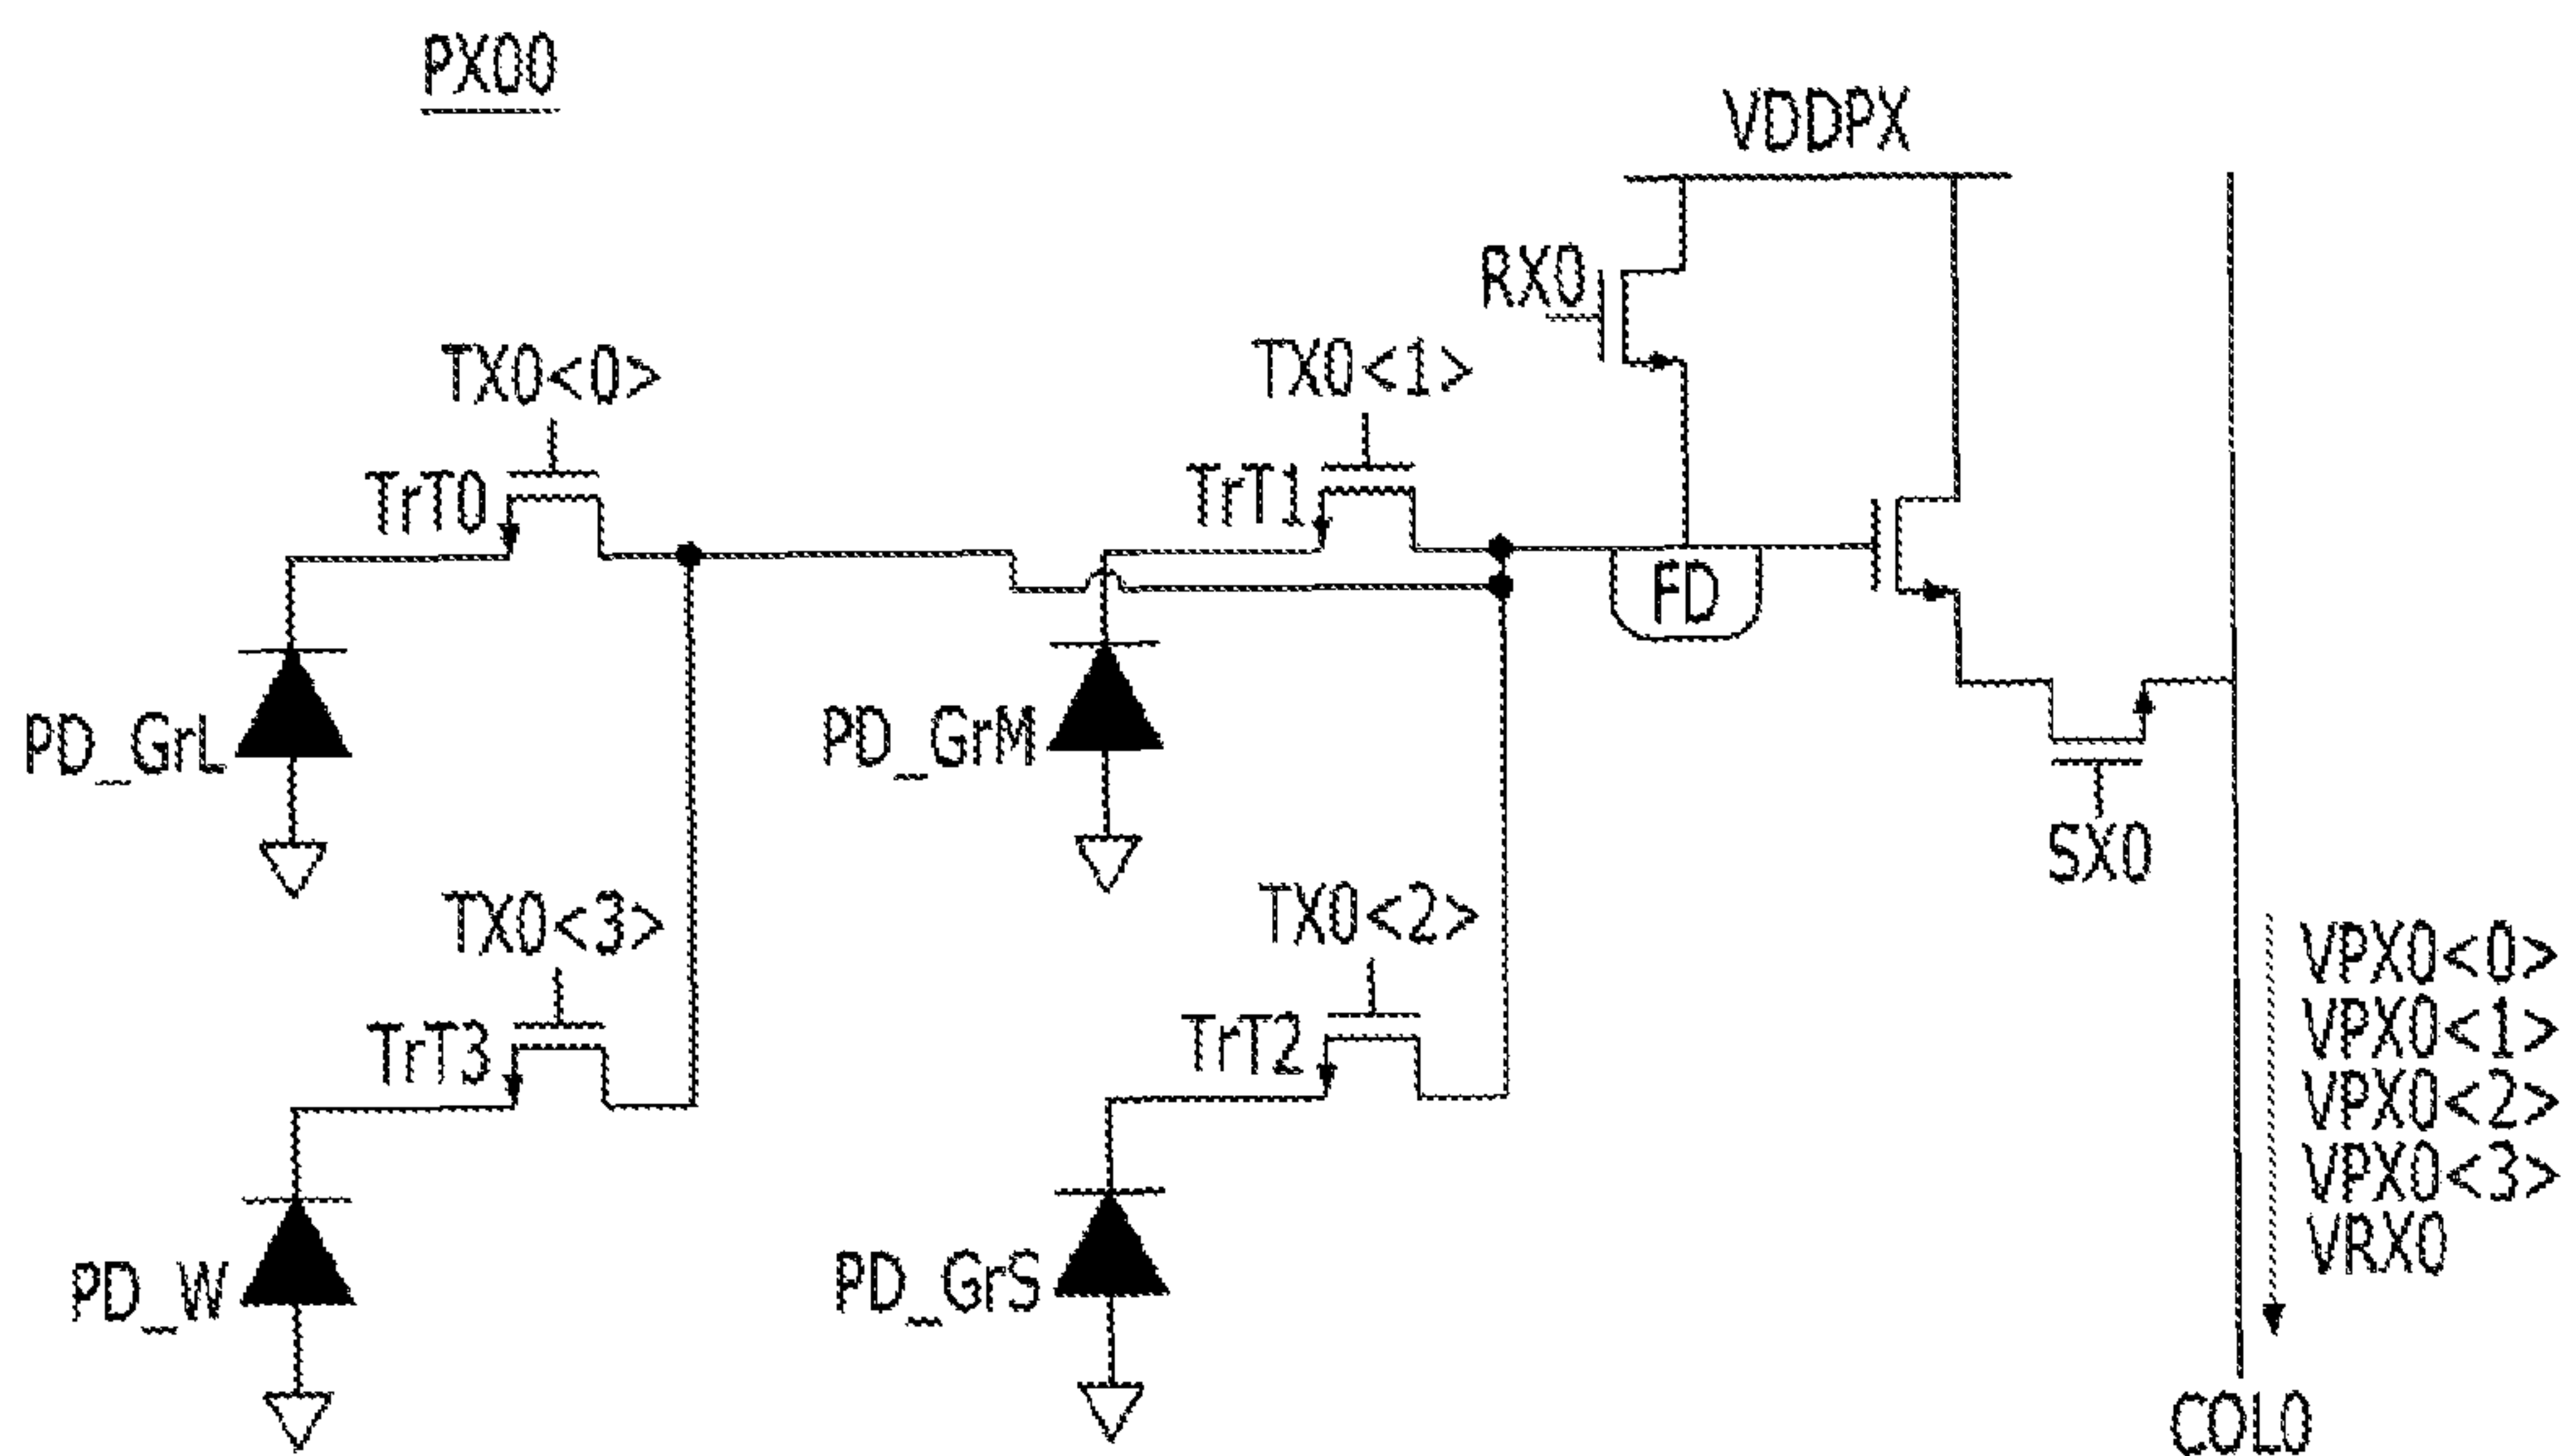 PX00
VDDPX
RX0
TX0<0>
TX0<1>
TrT0
TrT1
FD
PD_GrL
PD_GrM
SX0
TX0<3>
TX0<2>
TrT3
TrT2
VPX0<0>
VPX0<1>
VPX0<2>
VPX0<3>
VRX0
PD_W
PD_GrS
COL0